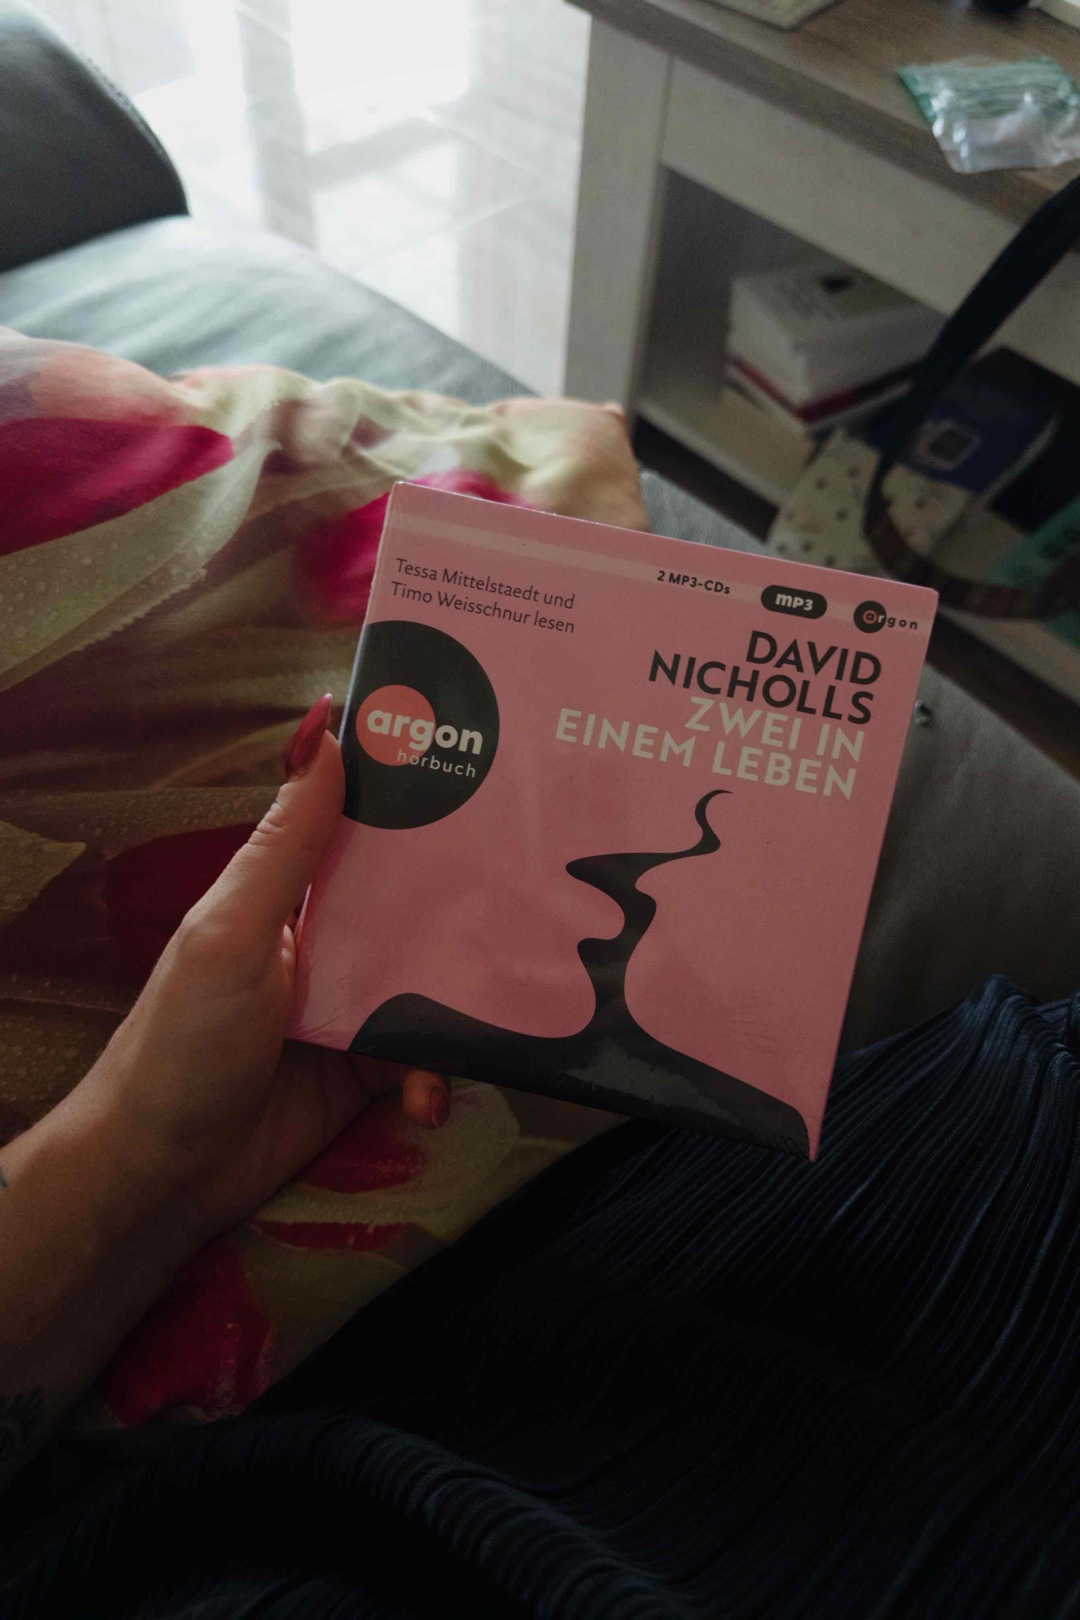 Tessa Mittelstaedt und
Timo Weisschnur lesen
2 MP3-CDs
mP3
argon
DAVID
NICHOLLS
ZWEI IN
EINEM LEBEN
argon
hörbuch